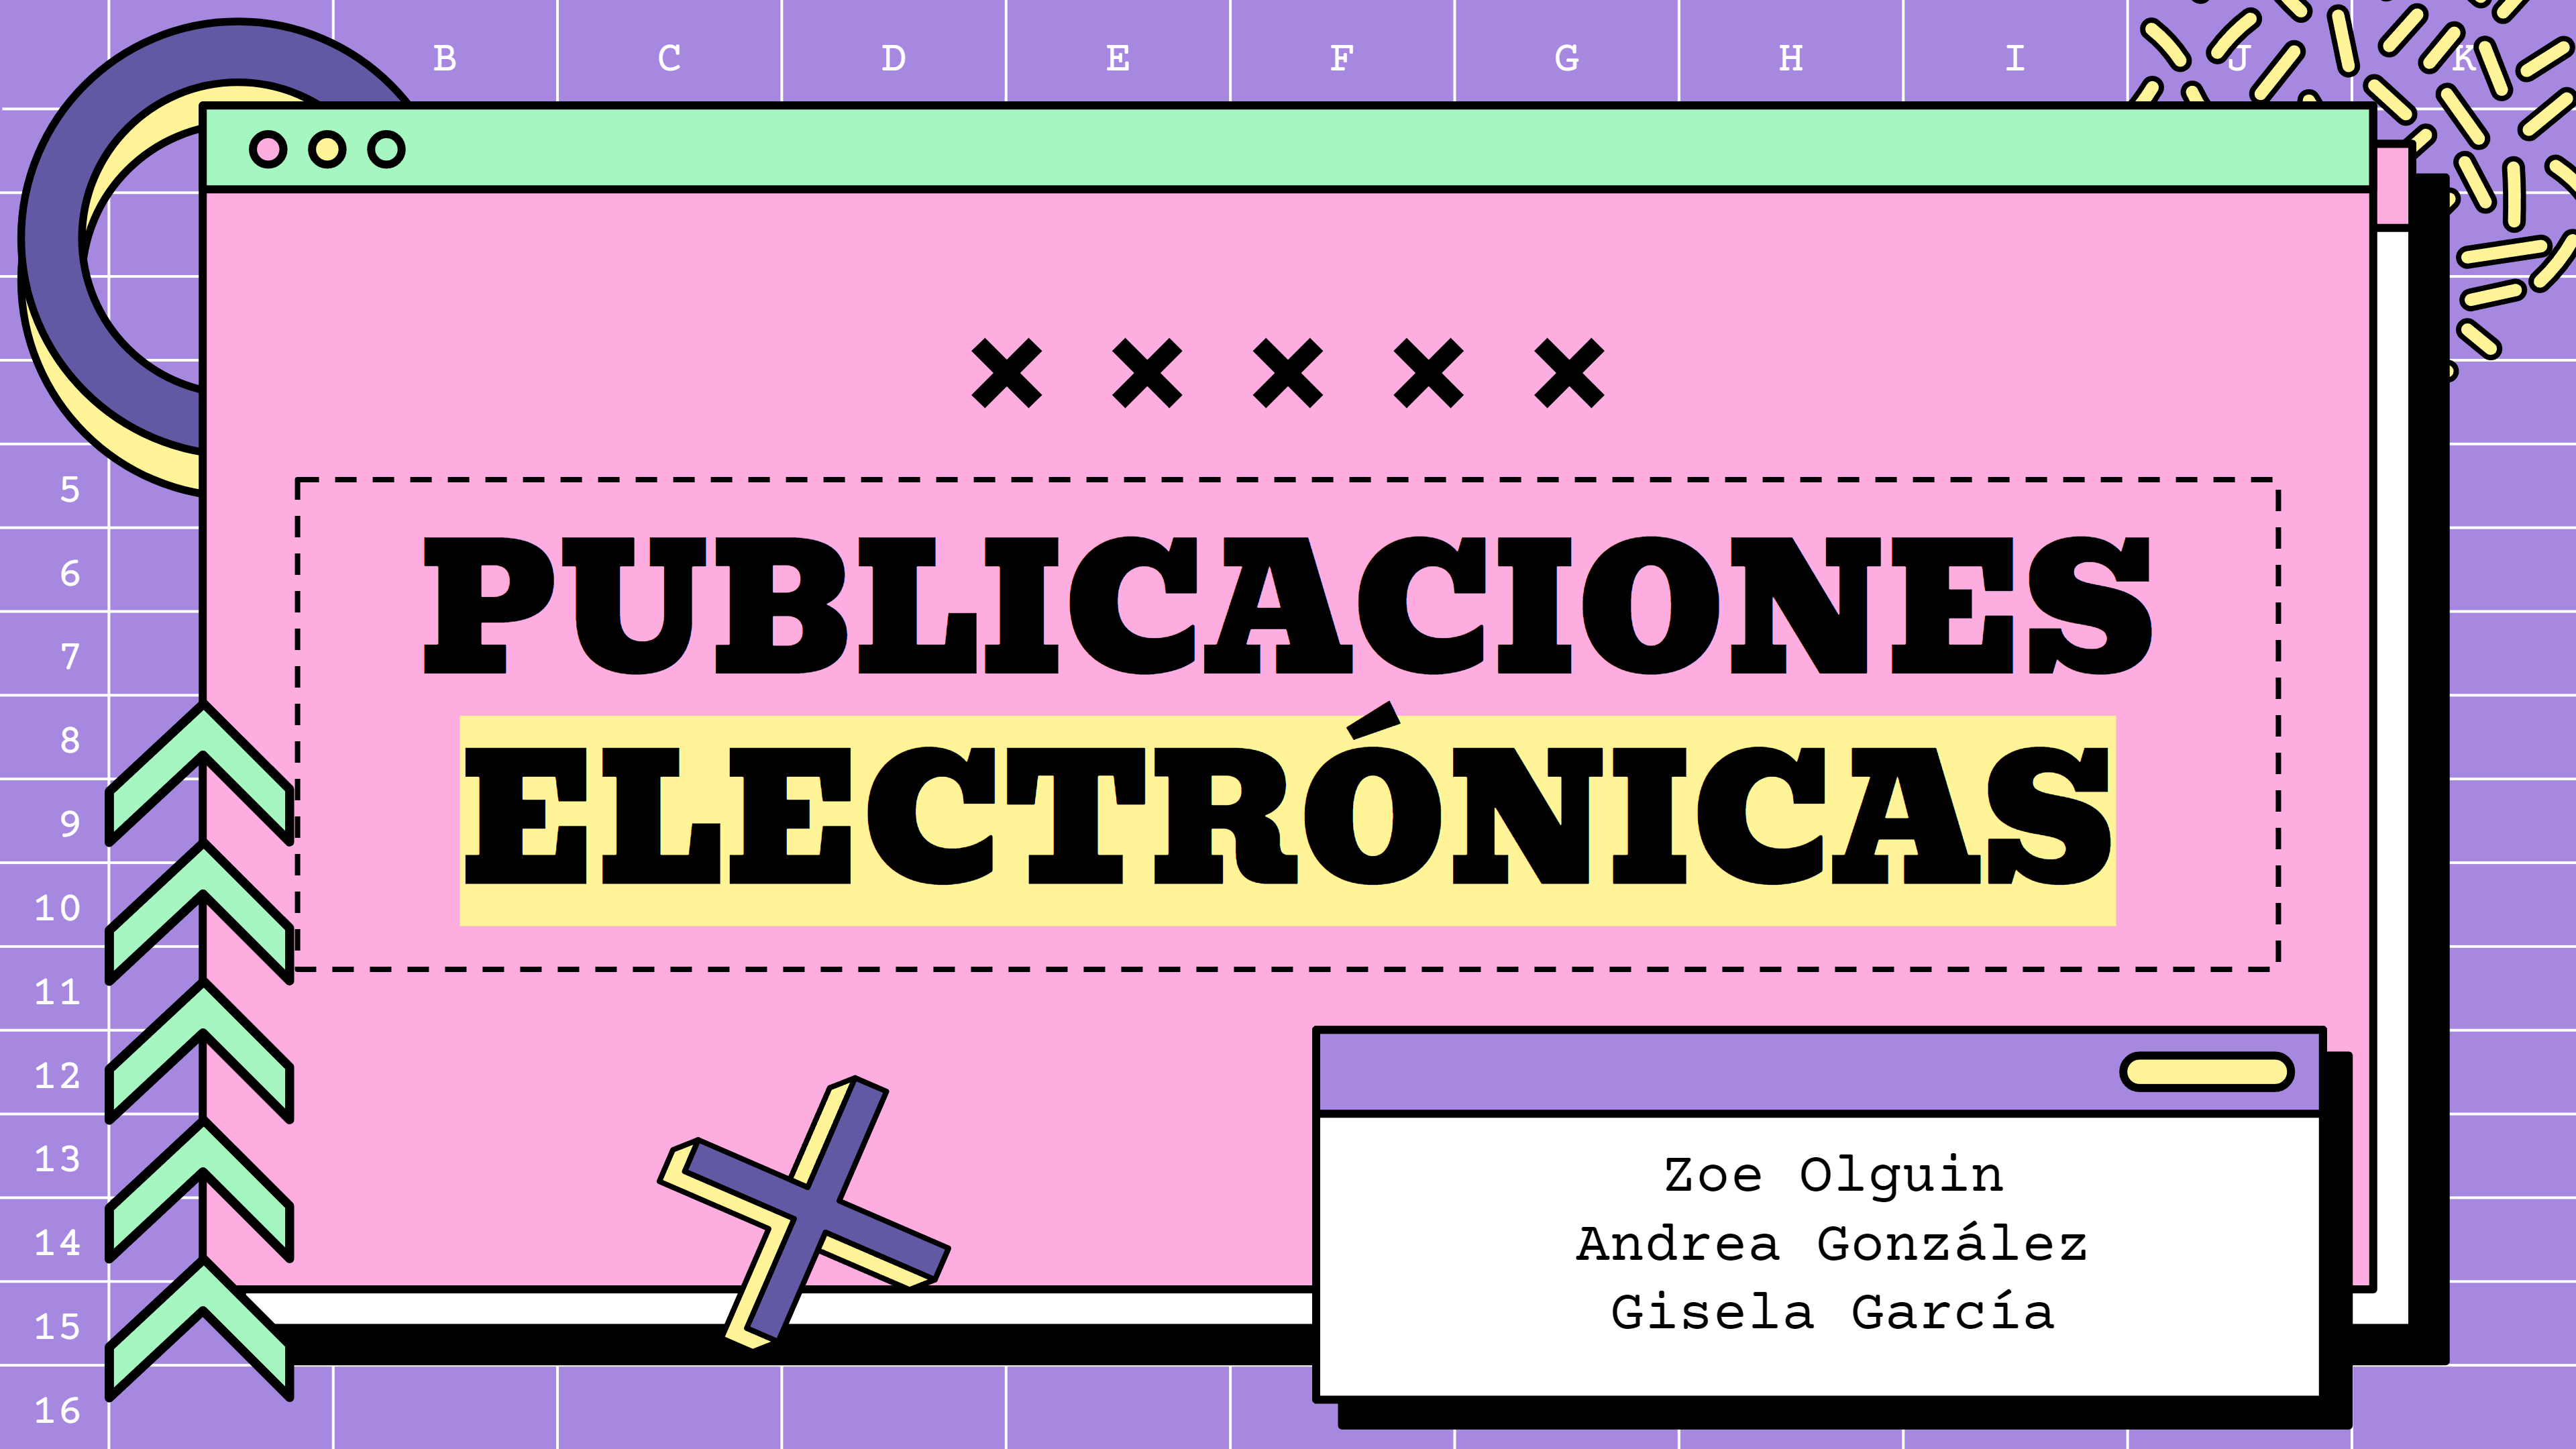 B C D E F G H I J K
PUBLICACIONES
ELECTRÓNICAS
Zoe Olguin
Andrea González
Gisela García
5
6
7
8
9
10
11
12
13
14
15
16